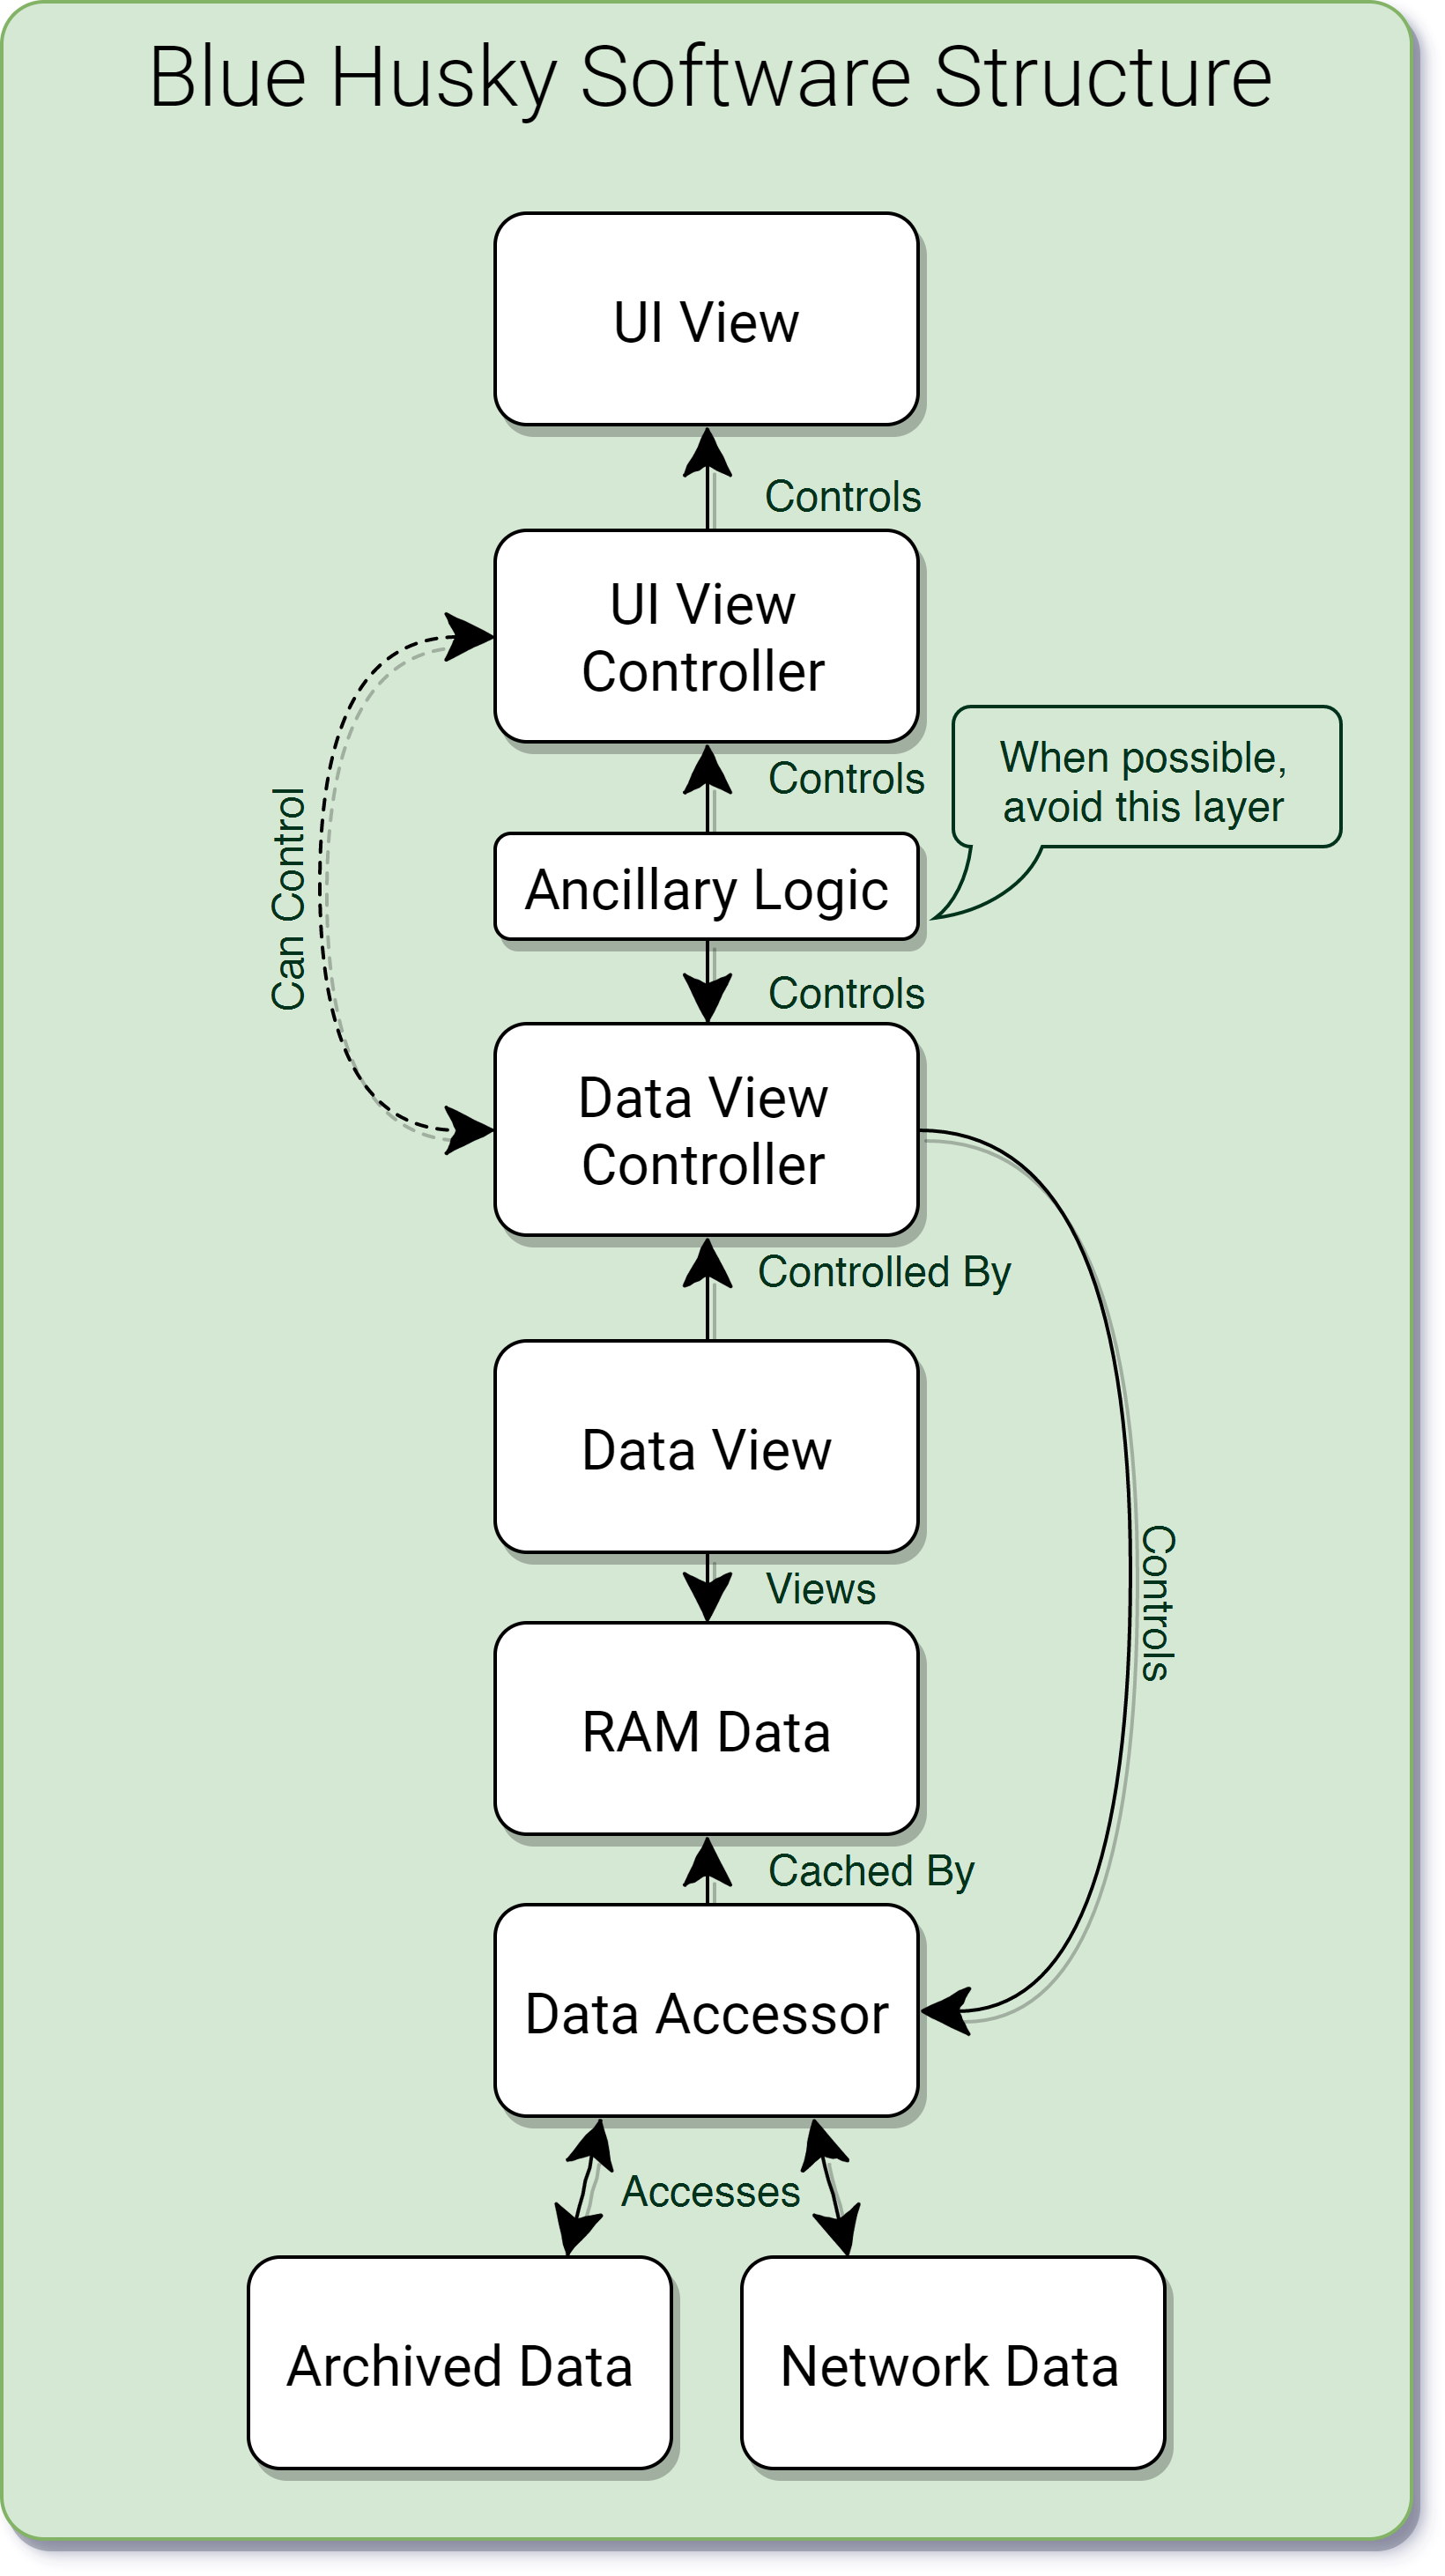 Blue Husky Software Structure
UI View
Controls
UI View
Controller
Controls
When possible,
avoid this layer
Ancillary Logic
Can Control
Controls
Data View
Controller
Controlled By
Data View
Controls
Views
RAM Data
Cached By
Data Accessor
Accesses
Archived Data
Network Data